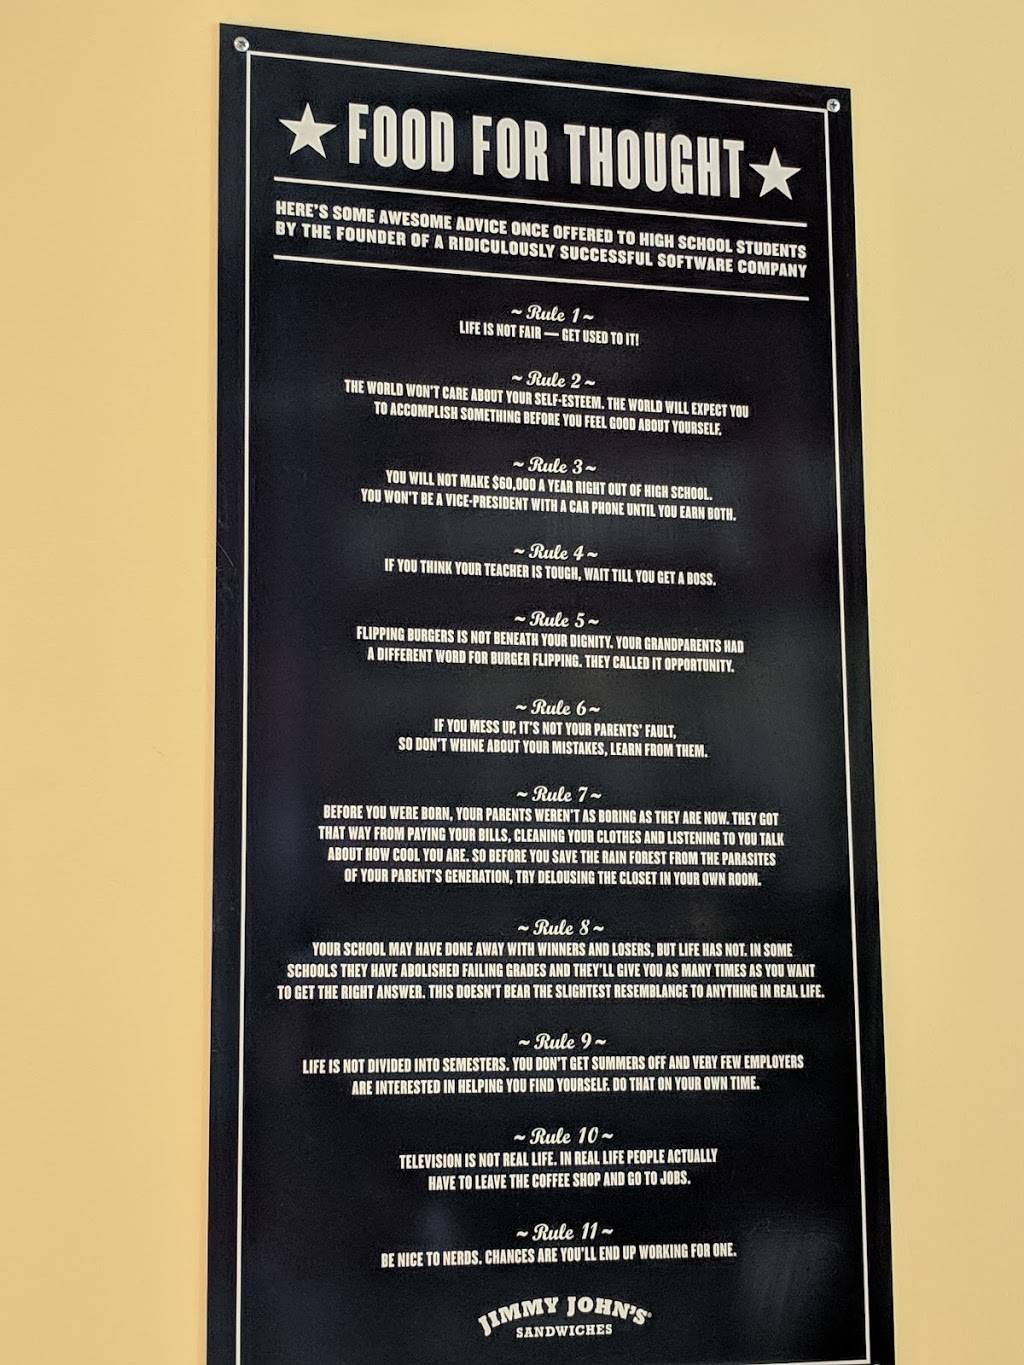 FOOD FOR THOUGHT
HERE'S SOME AWESOME ADVICE ONCE OFFERED TO HIGH SCHOOL STUDENTS
BY THE FOUNDER OF A RIDICULOUSLY SUCCESSFUL SOFTWARE COMPANY
~ Rule 1 ~
LIFE IS NOT FAIR — GET USED TO IT!
~ Rule 2 ~
THE WORLD WON'T CARE ABOUT YOUR SELF-ESTEEM. THE WORLD WILL EXPECT YOU
TO ACCOMPLISH SOMETHING BEFORE YOU FEEL GOOD ABOUT YOURSELF.
~ Rule 3 ~
YOU WILL NOT MAKE $60,000 A YEAR RIGHT OUT OF HIGH SCHOOL.
YOU WON'T BE A VICE-PRESIDENT WITH A CAR PHONE UNTIL YOU EARN BOTH.
~ Rule 4 ~
IF YOU THINK YOUR TEACHER IS TOUGH, WAIT TILL YOU GET A BOSS.
~ Rule 5 ~
FLIPPING BURGERS IS NOT BENEATH YOUR DIGNITY. YOUR GRANDPARENTS HAD
A DIFFERENT WORD FOR BURGER FLIPPING. THEY CALLED IT OPPORTUNITY.
~ Rule 6 ~
IF YOU MESS UP, IT'S NOT YOUR PARENTS' FAULT,
SO DON'T WHINE ABOUT YOUR MISTAKES, LEARN FROM THEM.
~ Rule 7 ~
BEFORE YOU WERE BORN, YOUR PARENTS WEREN'T AS BORING AS THEY ARE NOW. THEY GOT
THAT WAY FROM PAYING YOUR BILLS, CLEANING YOUR CLOTHES AND LISTENING TO YOU TALK
ABOUT HOW COOL YOU ARE. SO BEFORE YOU SAVE THE RAIN FOREST FROM THE PARASITES
OF YOUR PARENT'S GENERATION, TRY DELOUSING THE CLOSET IN YOUR OWN ROOM.
~ Rule 8 ~
YOUR SCHOOL MAY HAVE DONE AWAY WITH WINNERS AND LOSERS, BUT LIFE HAS NOT. IN SOME
SCHOOLS THEY HAVE ABOLISHED FAILING GRADES AND THEY'LL GIVE YOU AS MANY TIMES AS YOU WANT
TO GET THE RIGHT ANSWER. THIS DOESN'T BEAR THE SLIGHTEST RESEMBLANCE TO ANYTHING IN REAL LIFE.
~ Rule 9 ~
LIFE IS NOT DIVIDED INTO SEMESTERS. YOU DON'T GET SUMMERS OFF AND VERY FEW EMPLOYERS
ARE INTERESTED IN HELPING YOU FIND YOURSELF. DO THAT ON YOUR OWN TIME.
~ Rule 10 ~
TELEVISION IS NOT REAL LIFE. IN REAL LIFE PEOPLE ACTUALLY
HAVE TO LEAVE THE COFFEE SHOP AND GO TO JOBS.
~ Rule 11 ~
BE NICE TO NERDS. CHANCES ARE YOU'LL END UP WORKING FOR ONE.
JIMMY JOHN'S®
SANDWICHES